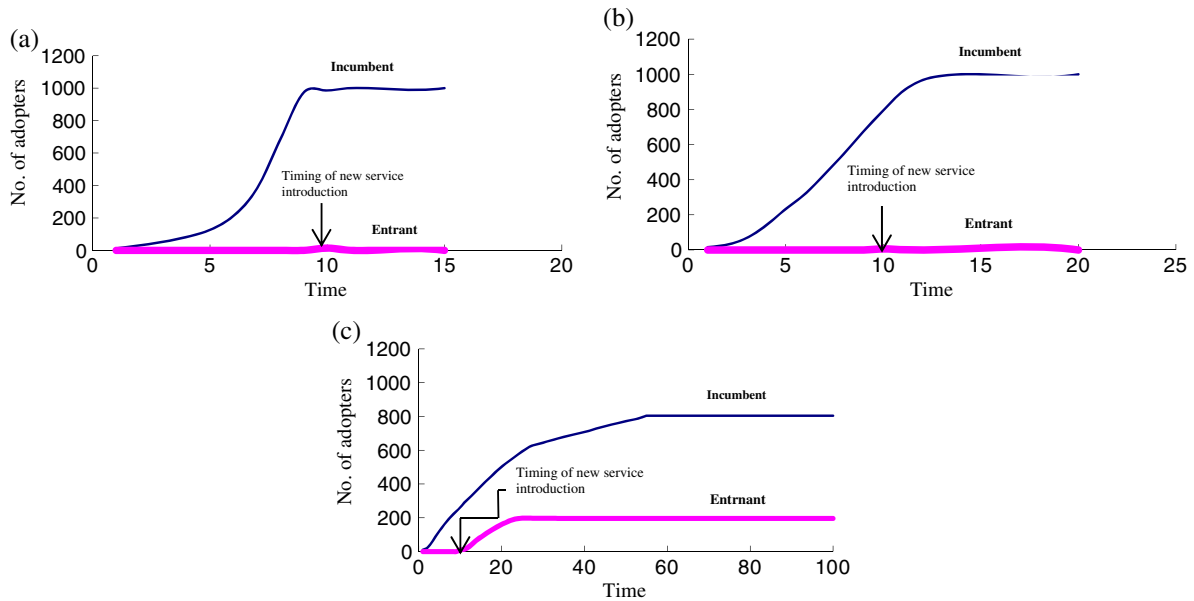 (a)
1200
1000
800
600
400
200
0
No. of adopters
Incumbent
Timing of new service
introduction
Entrant
0 5 10 15 20
Time
(b)
1200
1000
800
600
400
200
0
No. of adopters
Incumbent
Timing of new service
introduction
Entrant
0 5 10 15 20 25
Time
(c)
1200
1000
800
600
400
200
0
No. of adopters
Incumbent
Timing of new service
introduction
Entrnant
0 20 40 60 80 100
Time